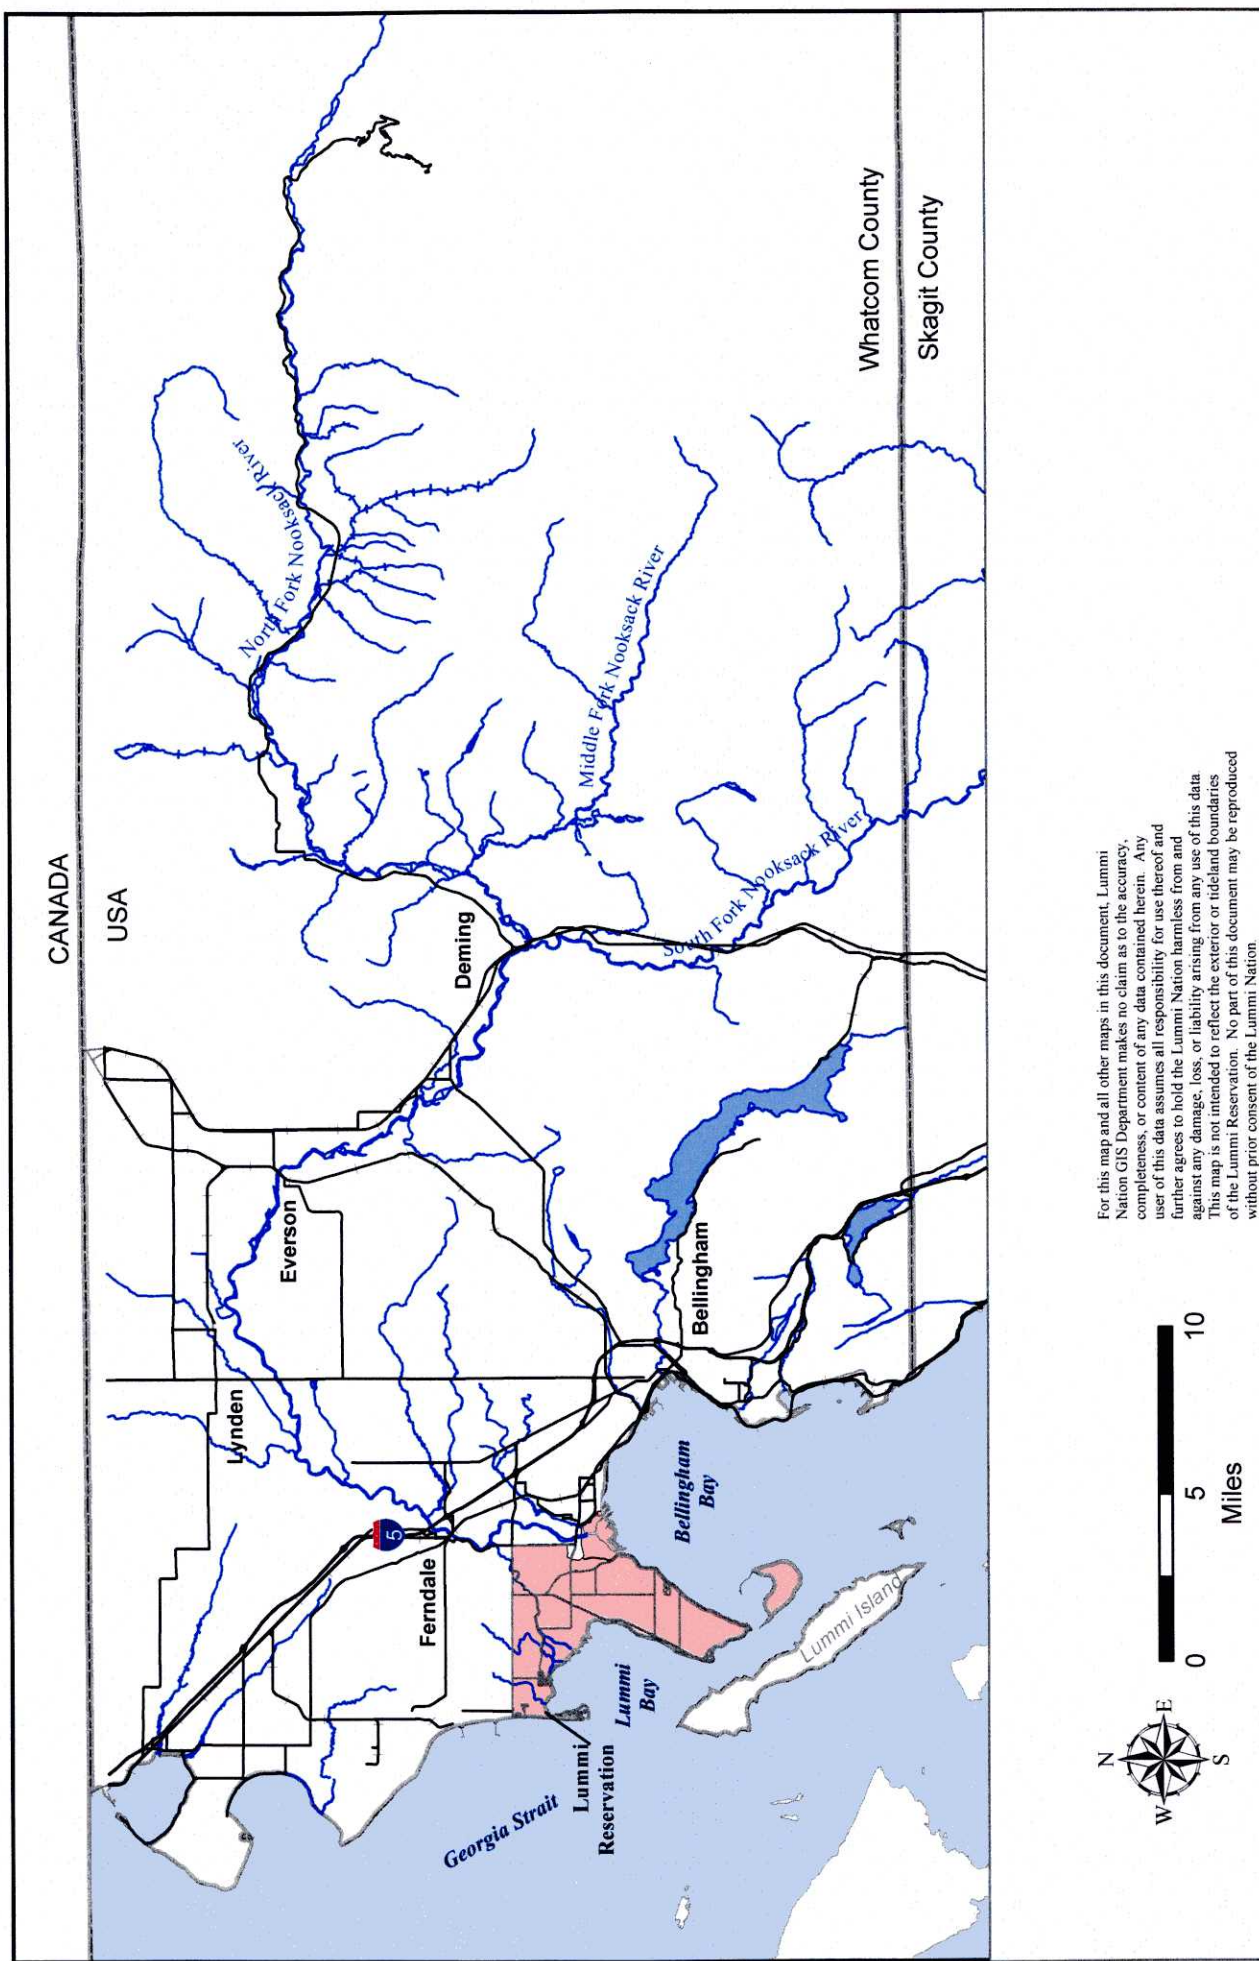 CANADA
USA
North Fork Nooksack River
Middle Fork Nooksack River
South Fork Nooksack River
Whatcom County
Skagit County
Deming
Everson
Lynden
5
Ferndale
Bellingham
Bellingham
Bay
Lummi
Bay
Lummi Island
Georgia Strait
Lummi
Reservation
N
W
E
S
0
5
10
Miles
For this map and all other maps in this document, Lummi
Nation GIS Department makes no claim as to the accuracy,
completeness, or content of any data contained herein. Any
user of this data assumes all responsibility for use thereof and
further agrees to hold the Lummi Nation harmless from and
against any damage, loss, or liability arising from any use of this data.
This map is not intended to reflect the exterior or tideland boundaries
of the Lummi Reservation. No part of this document may be reproduced
without prior consent of the Lummi Nation.